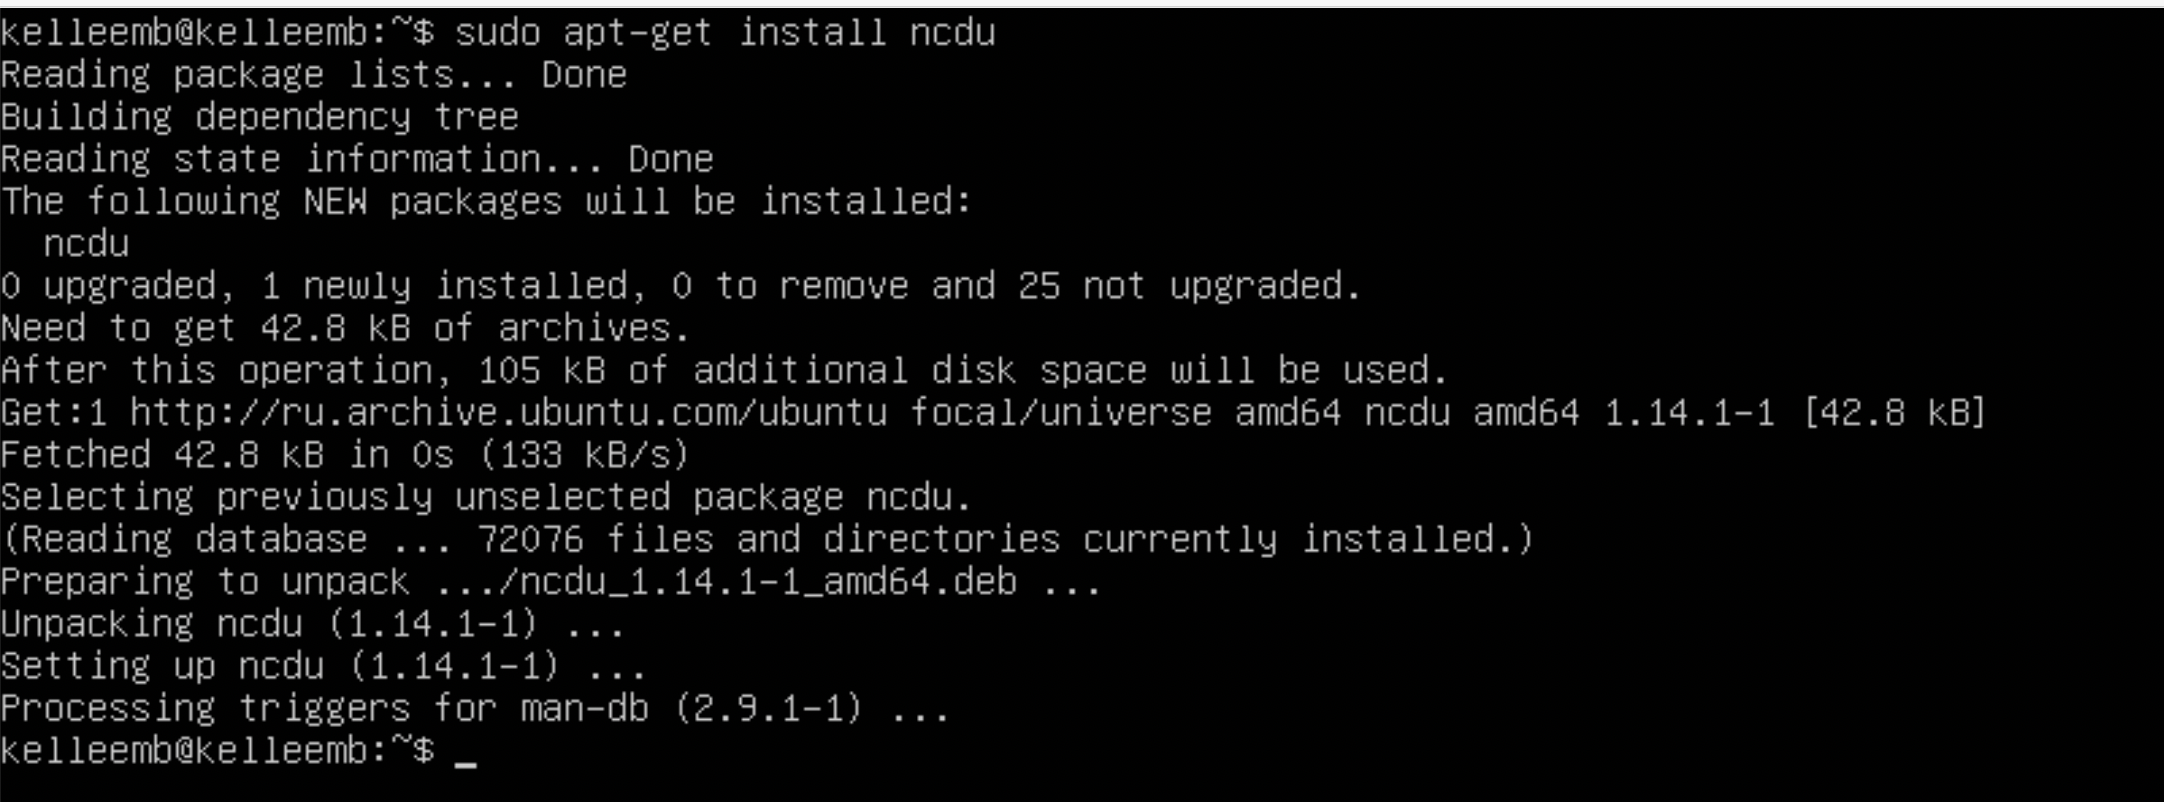 kelleemb@kelleemb:~$ sudo apt-get install ncdu
Reading package lists... Done
Building dependency tree
Reading state information... Done
The following NEW packages will be installed:
  ncdu
0 upgraded, 1 newly installed, 0 to remove and 25 not upgraded.
Need to get 42.8 kB of archives.
After this operation, 105 kB of additional disk space will be used.
Get:1 http://ru.archive.ubuntu.com/ubuntu focal/universe amd64 ncdu amd64 1.14.1-1 [42.8 kB]
Fetched 42.8 kB in 0s (133 kB/s)
Selecting previously unselected package ncdu.
(Reading database ... 72076 files and directories currently installed.)
Preparing to unpack .../ncdu_1.14.1-1_amd64.deb ...
Unpacking ncdu (1.14.1-1) ...
Setting up ncdu (1.14.1-1) ...
Processing triggers for man-db (2.9.1-1) ...
kelleemb@kelleemb:~$ _